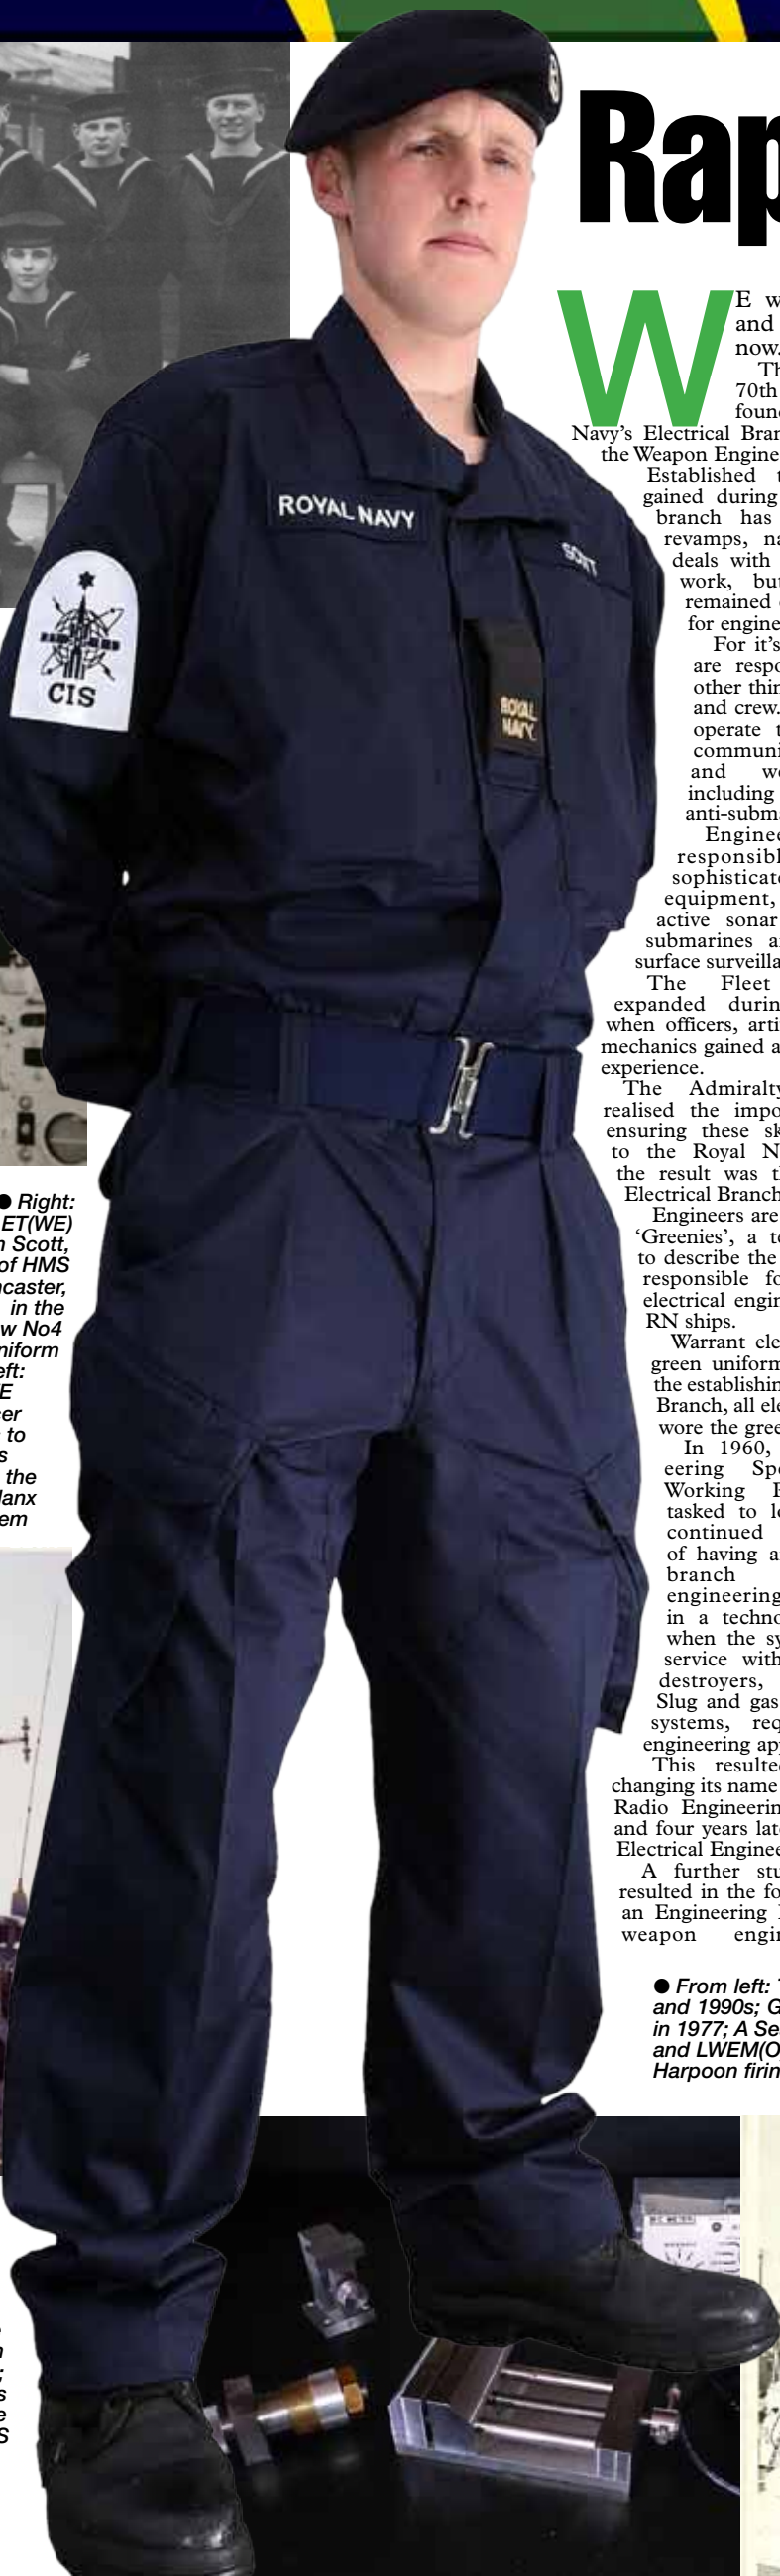 Rap
ROYAL NAVY
SCOTT
CIS
ROYAL
NAVY
WE w
and
now.
Th
70th
foun
Navy's Electrical Bran
the Weapon Enginee
Established t
gained during
branch has
revamps, na
deals with
work, but
remained
for engine
For it's
are respo
other thin
and crew.
operate t
communi
and we
including
anti-subma
Enginee
responsibl
sophisticate
equipment,
active sonar
submarines a
surface surveilla
The Fleet
expanded durin
when officers, arti
mechanics gained a
experience.
The Admiralty
realised the impo
ensuring these sk
to the Royal N
the result was th
Electrical Branch
Engineers are
'Greenies', a te
to describe the
responsible fo
electrical engin
RN ships.
Warrant ele
green uniform
the establishin
Branch, all ele
wore the gree
In 1960,
eering Spe
Working P
tasked to lo
continued
of having a
branch
engineering
in a techno
when the sy
service with
destroyers,
Slug and gas
systems, req
engineering app
This resulte
changing its name
Radio Engineerin
and four years late
Electrical Enginee
A further stu
resulted in the fo
an Engineering
weapon engin
● Right:
ET(WE)
n Scott,
of HMS
ncaster,
in the
w No4
niform
eft:
E
er
to
s
the
lanx
em
● From left: T
and 1990s; G
in 1977; A Se
and LWEM(O
Harpoon firin
n
;
s
e
S